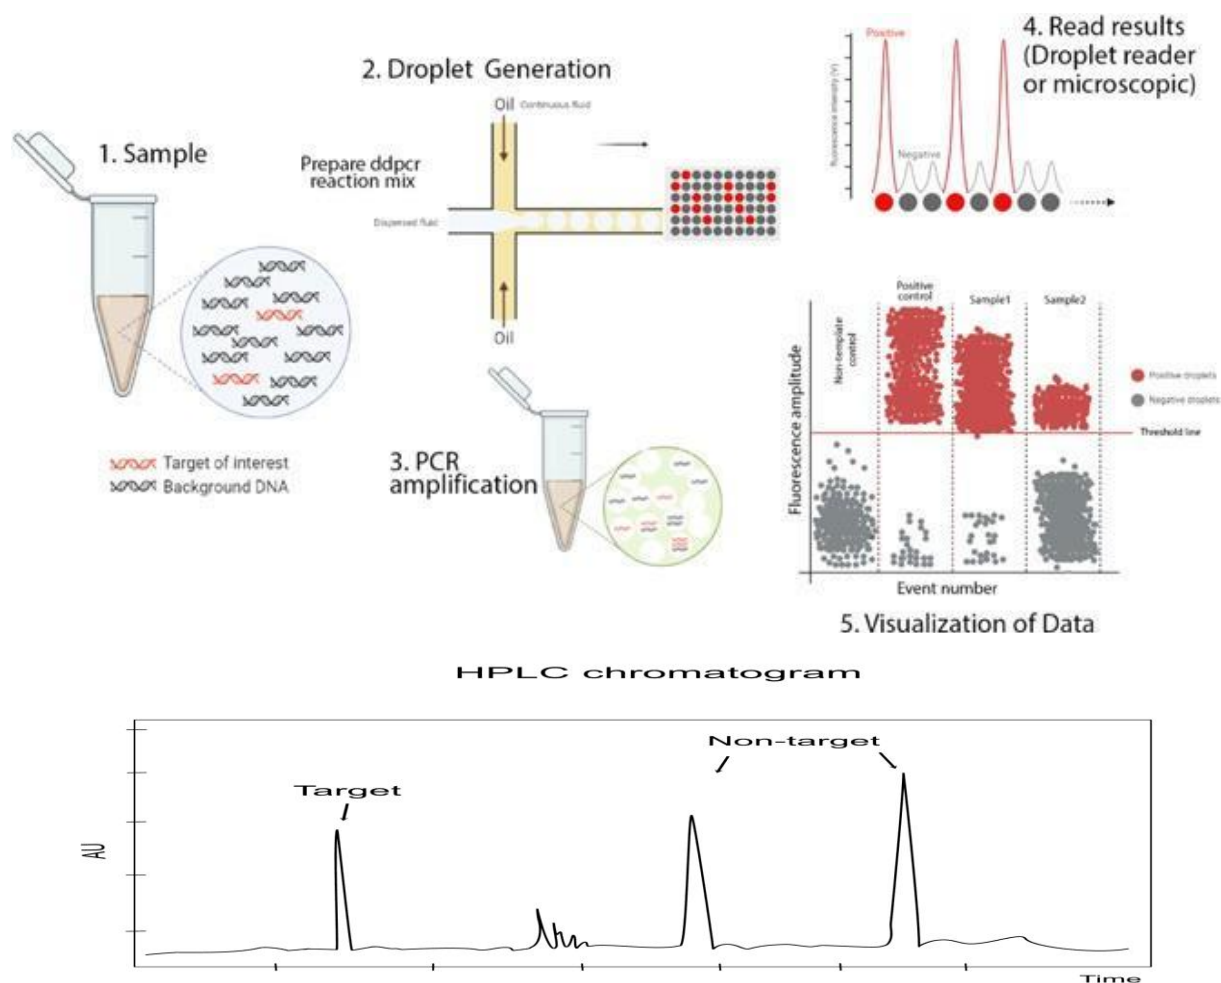 1. Sample
Target of interest
Background DNA
2. Droplet Generation
Oil Continuous fluid
Prepare ddpcr
reaction mix
Dispersed fluid
Oil
3. PCR
amplification
4. Read results
(Droplet reader
or microscopic)
Positive
Negative
Fluorescence intensity (V)
Positive
control
Sample1
Sample2
Non-template
control
Fluorescence amplitude
Positive droplets
Negative droplets
Threshold line
Event number
5. Visualization of Data
HPLC chromatogram
Non-target
Target
AU
Time